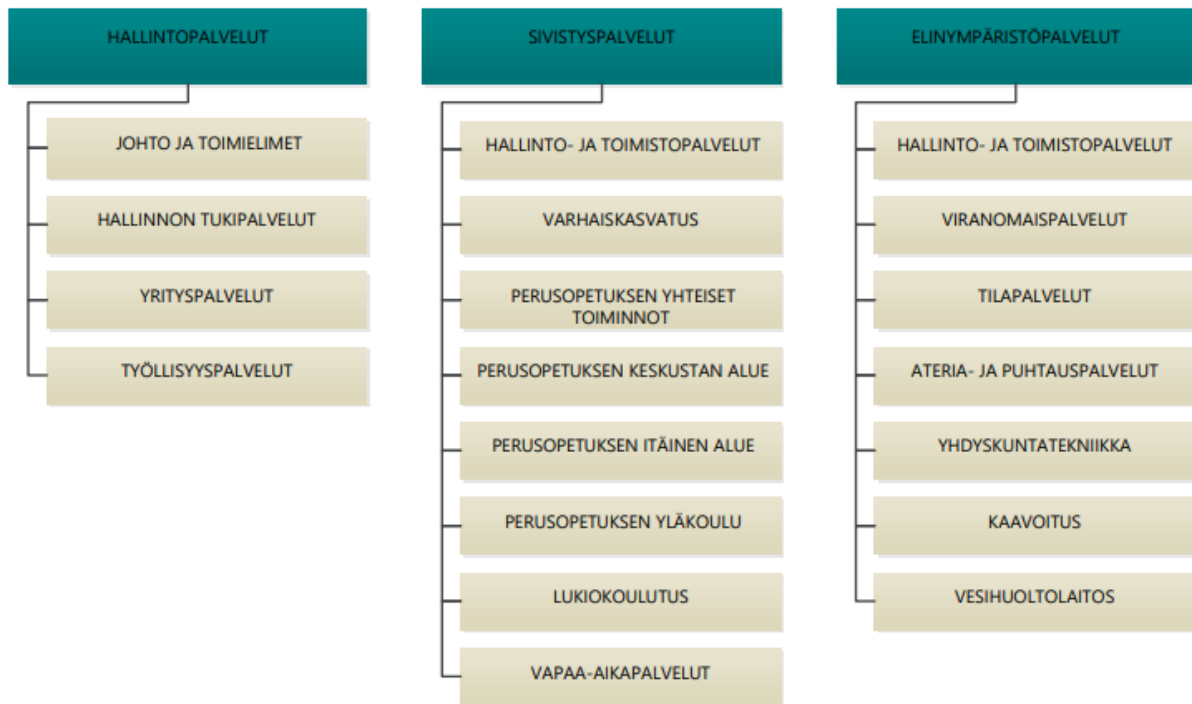 HALLINTOPALVELUT
JOHTO JA TOIMIELIMET
HALLINNON TUKIPALVELUT
YRITYSPALVELUT
TYÖLLISYYSPALVELUT
SIVISTYSPALVELUT
HALLINTO- JA TOIMISTOPALVELUT
VARHAISKASVATUS
PERUSOPETUKSEN YHTEISET
TOIMINNOT
PERUSOPETUKSEN KESKUSTAN ALUE
PERUSOPETUKSEN ITÄINEN ALUE
PERUSOPETUKSEN YLÄKOULU
LUKIOKOULUTUS
VAPAA-AIKAPALVELUT
ELINYMPÄRISTÖPALVELUT
HALLINTO- JA TOIMISTOPALVELUT
VIRANOMAISPALVELUT
TILAPALVELUT
ATERIA- JA PUHTAUSPALVELUT
YHDYSKUNTATEKNIIKKA
KAAVOITUS
VESIHUOLTOLAITOS